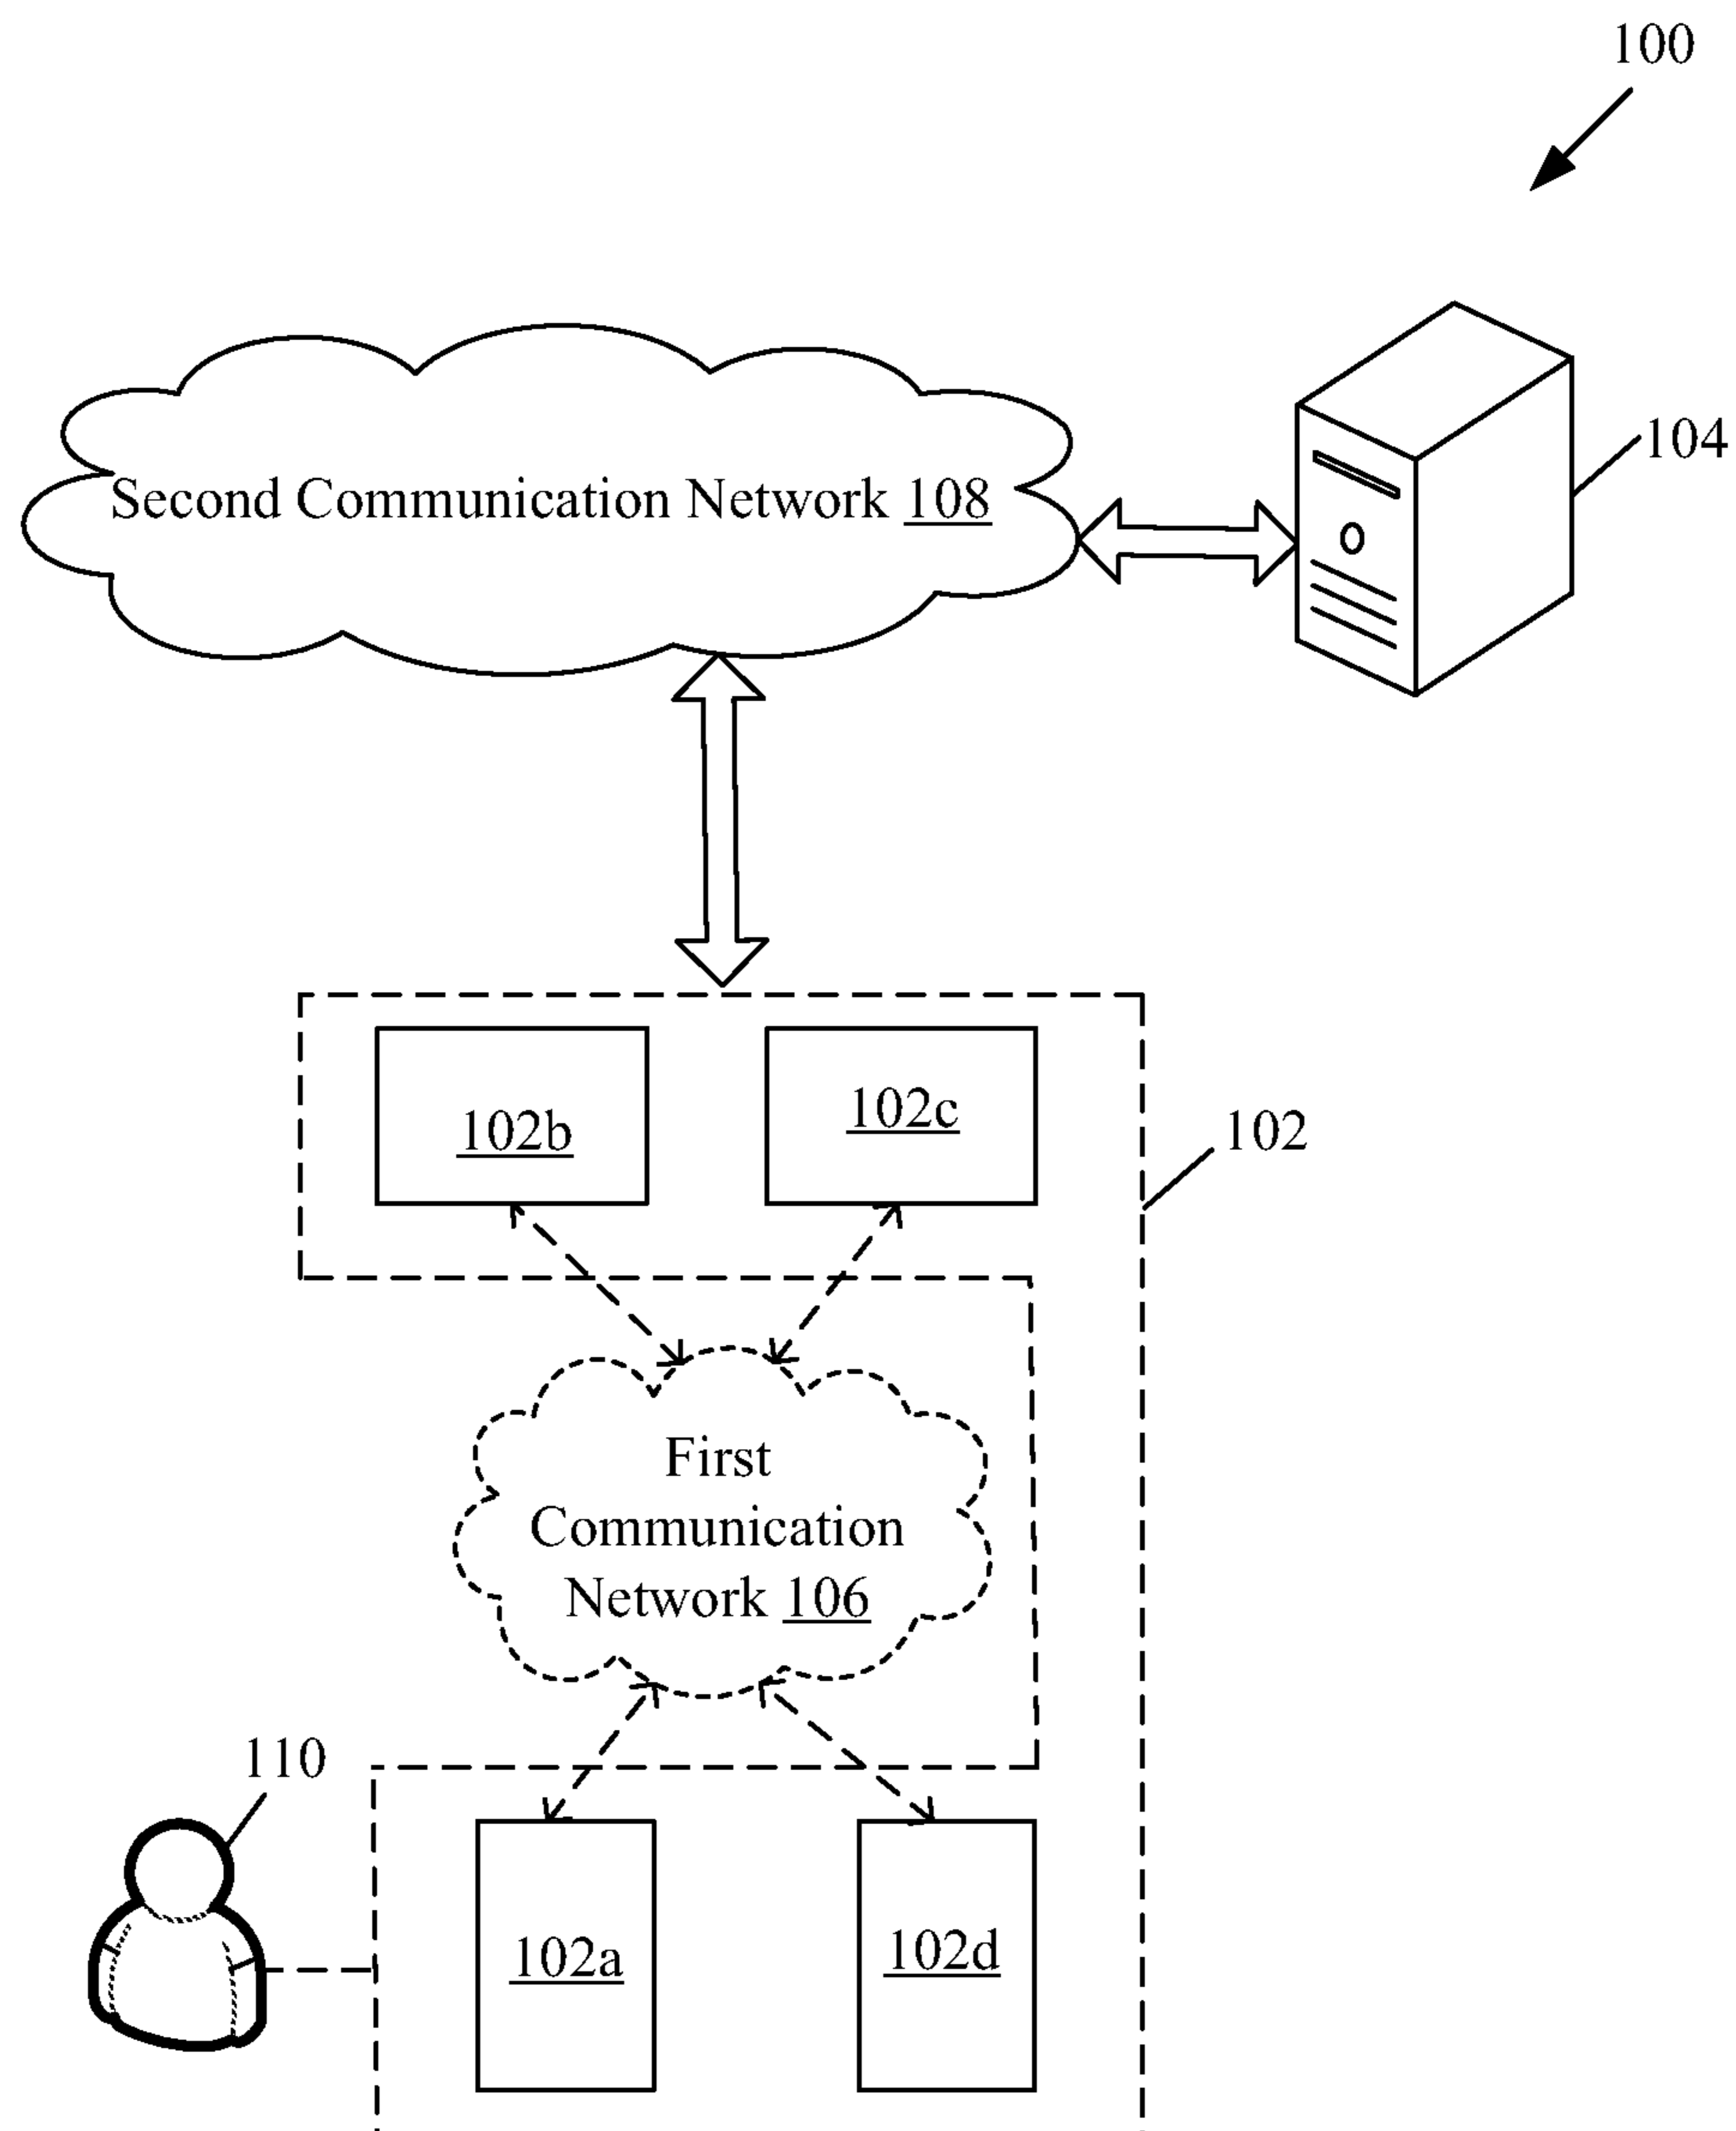 100
104
Second Communication Network 108
102b
102c
102
First
Communication
Network 106
110
102a
102d